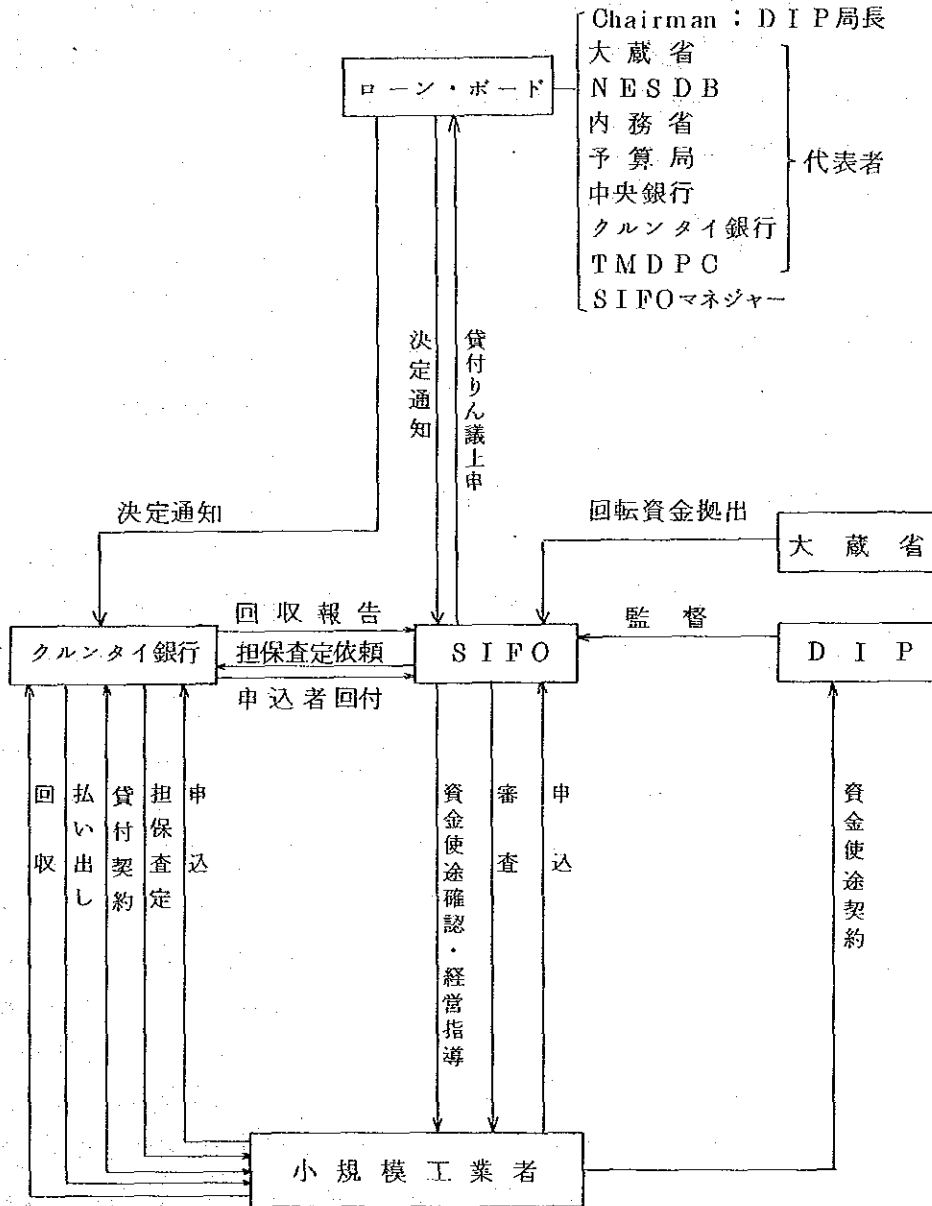 Chairman：DIP局長
大蔵省
ローン・ボード
NESDB
内務省
予算局
代表者
中央銀行
クルンタイ銀行
TMDPC
SIFOマネジャー
決定通知
貸付りん議上申
決定通知
回転資金拠出
大蔵省
回収報告
監督
クルンタイ銀行
担保査定依頼
SIFO
DIP
申込者回付
回収
払い出し
貸付契約
担保査定
申込
資金使途確認・経営指導
審査
申込
資金使途契約
小規模工業者